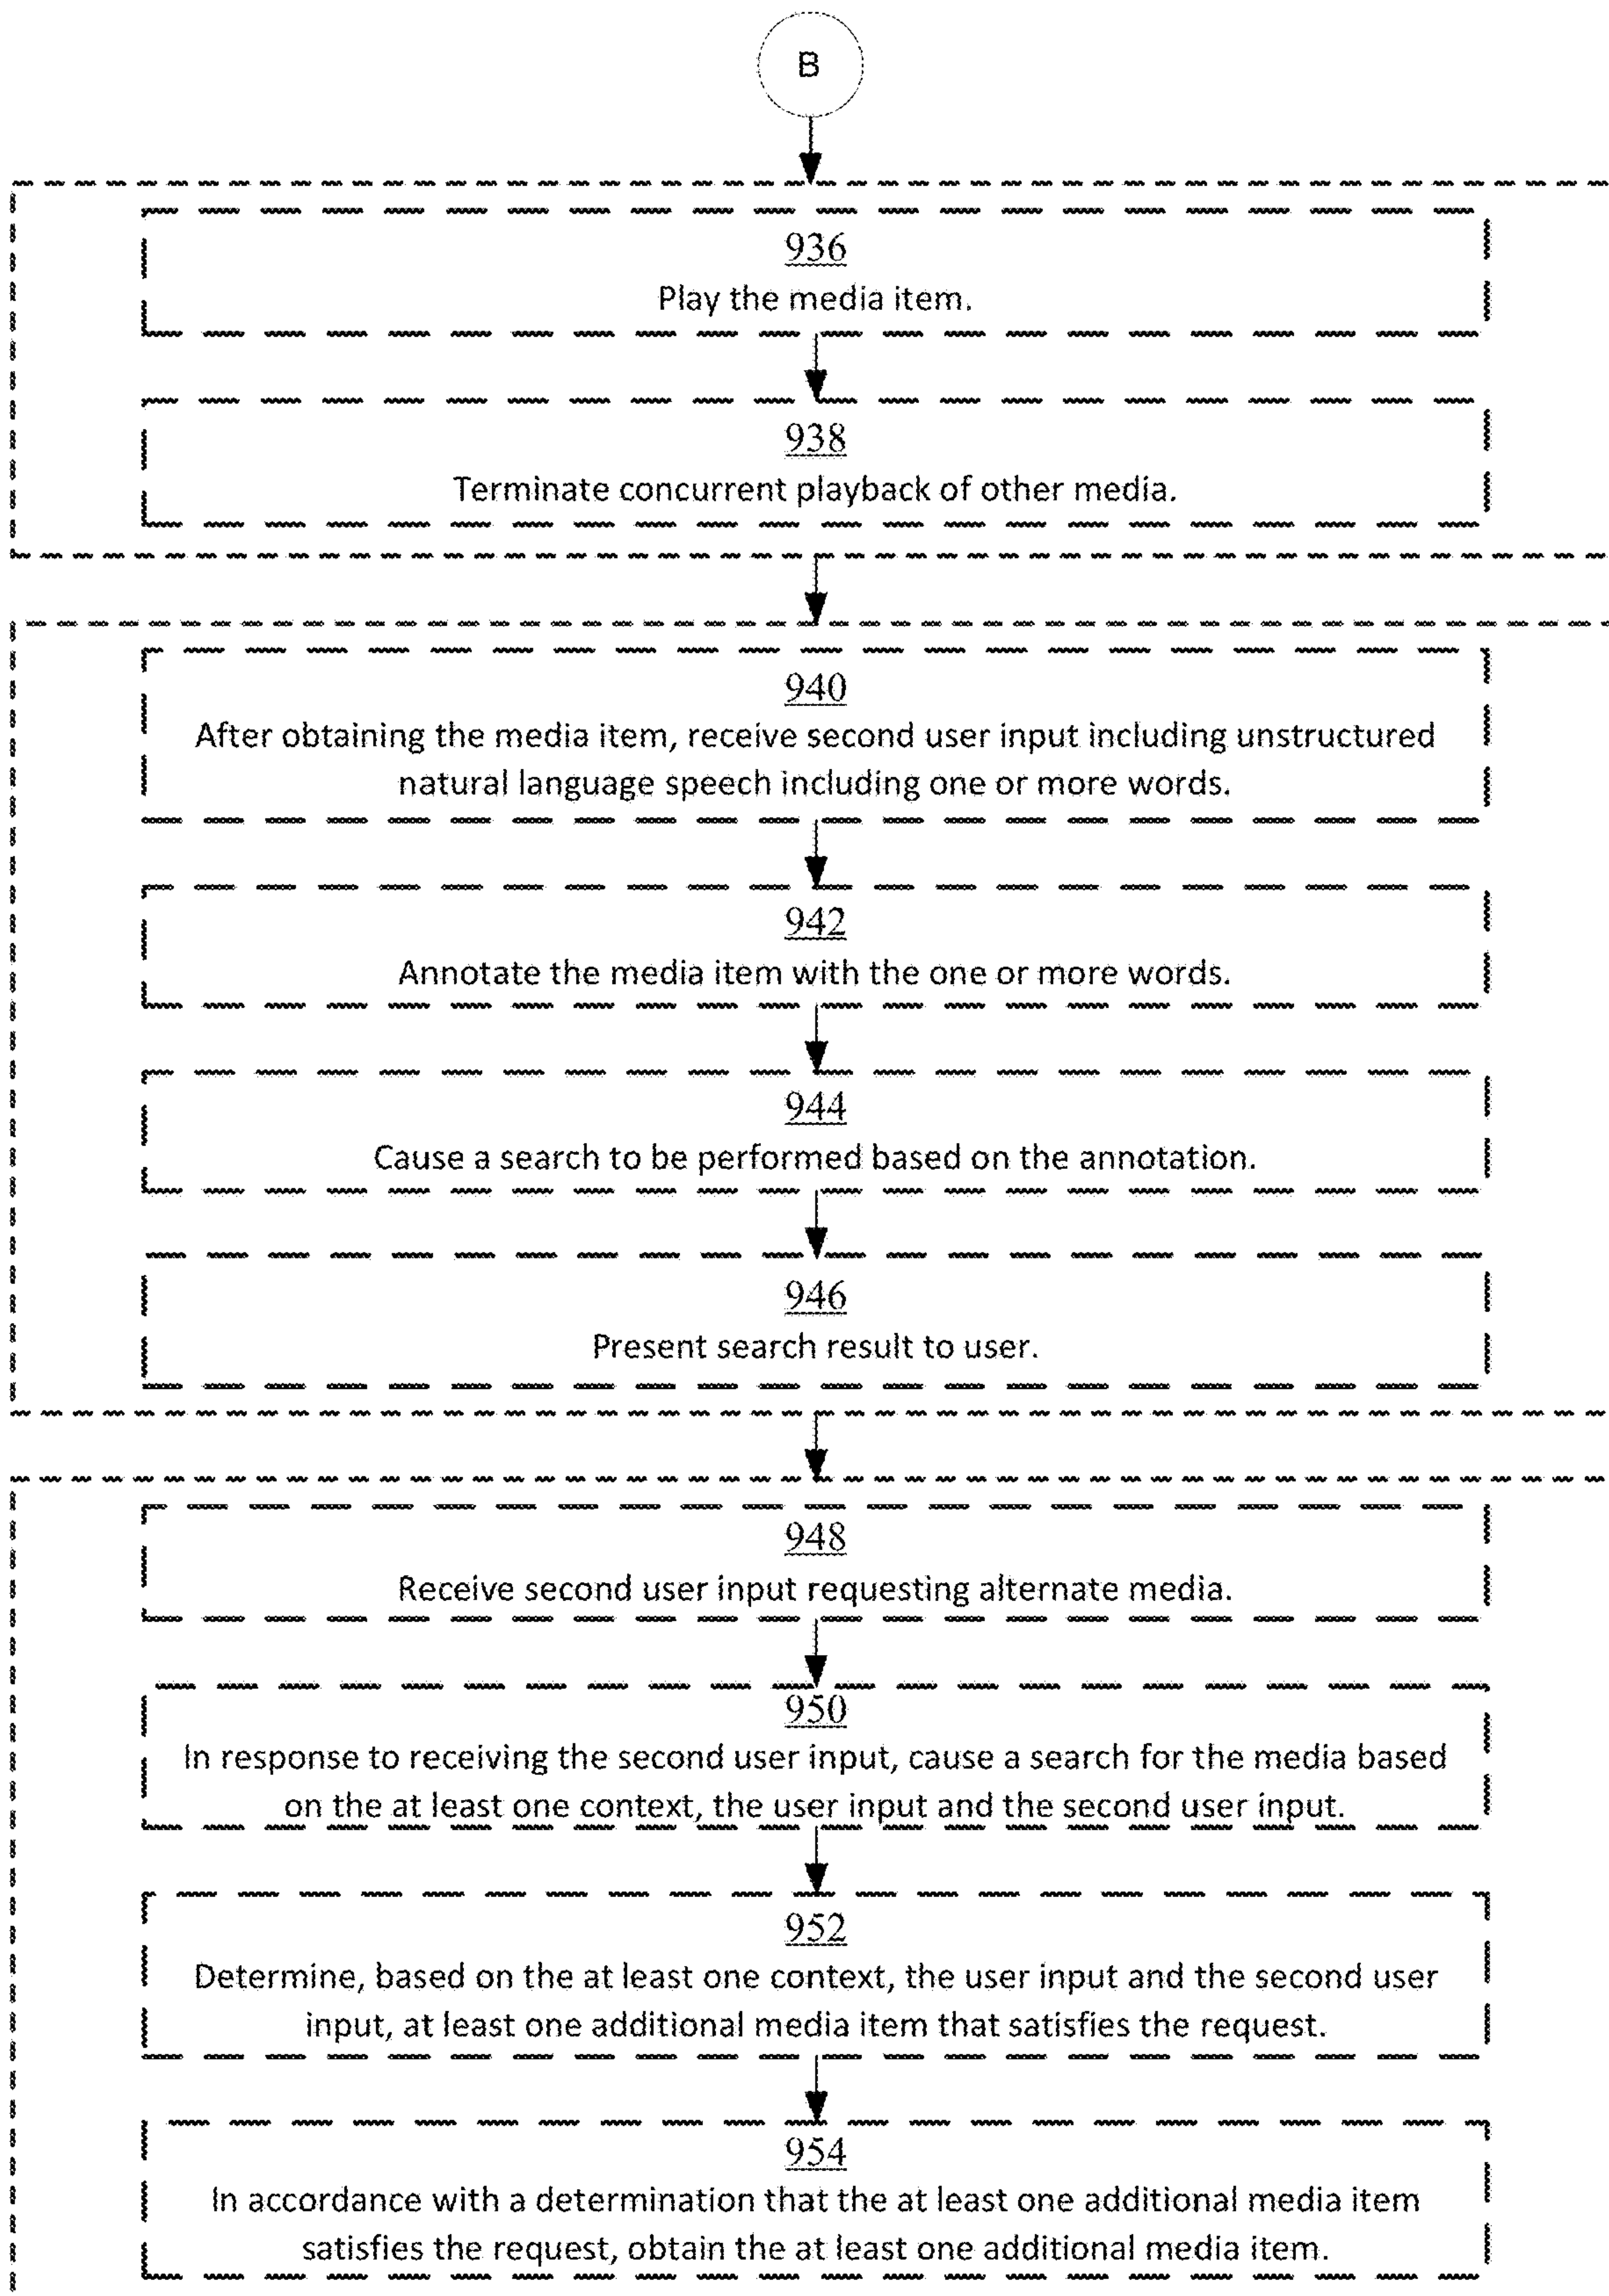 B
936
Play the media item.
938
Terminate concurrent playback of other media.
940
After obtaining the media item, receive second user input including unstructured
natural language speech including one or more words.
942
Annotate the media item with the one or more words.
944
Cause a search to be performed based on the annotation.
946
Present search result to user.
948
Receive second user input requesting alternate media.
950
In response to receiving the second user input, cause a search for the media based
on the at least one context, the user input and the second user input.
952
Determine, based on the at least one context, the user input and the second user
input, at least one additional media item that satisfies the request.
954
In accordance with a determination that the at least one additional media item
satisfies the request, obtain the at least one additional media item.